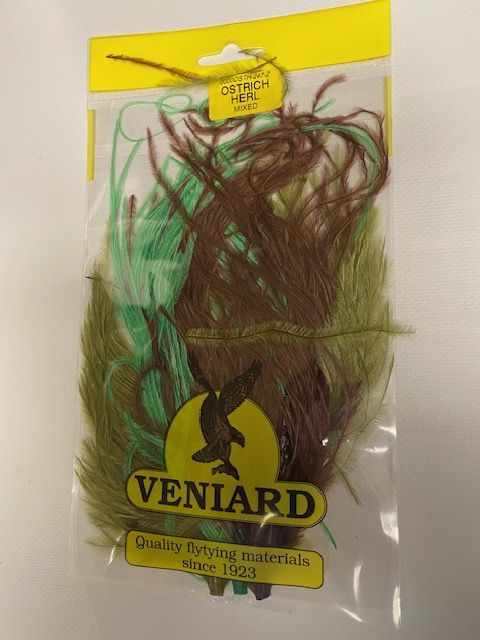 OSTRICH
HERL
MIXED
VENIARD
Quality flytying materials
since 1923